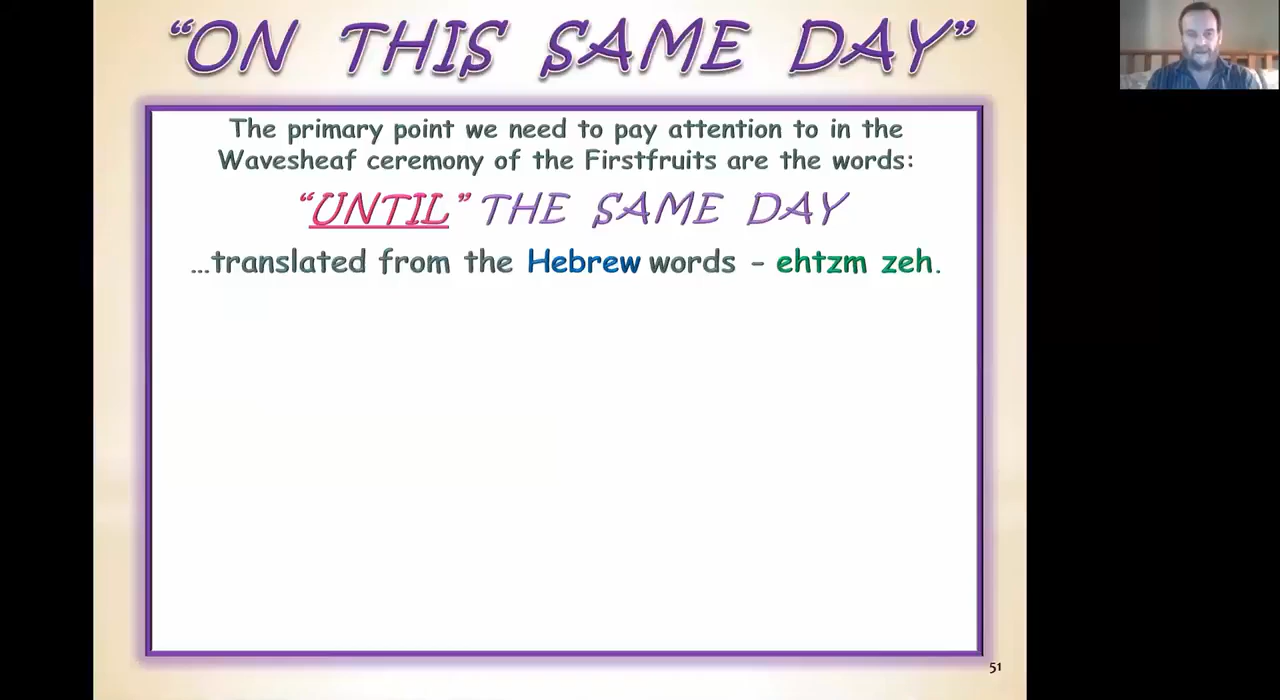 “ON THIS SAME DAY”
The primary point we need to pay attention to in the
Wavesheaf ceremony of the Firstfruits are the words:
“UNTIL” THE SAME DAY
...translated from the Hebrew words - ehtzm zeh.
51